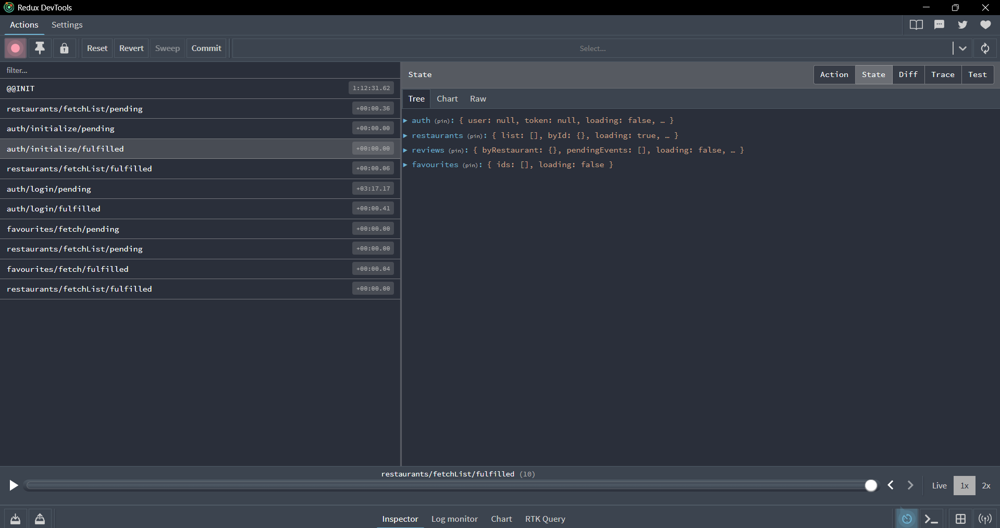 Redux DevTools
Actions Settings
Reset Revert Sweep Commit Select...
filter...
@@INIT 1:12:31.62
restaurants/fetchList/pending +00:00.36
auth/initialize/pending +00:00.00
auth/initialize/fulfilled +00:00.00
restaurants/fetchList/fulfilled +00:00.06
auth/login/pending +03:17.17
auth/login/fulfilled +00:00.41
favourites/fetch/pending +00:00.00
restaurants/fetchList/pending +00:00.00
favourites/fetch/fulfilled +00:00.04
restaurants/fetchList/fulfilled +00:00.00
State Action State Diff Trace Test
Tree Chart Raw
auth (pin): { user: null, token: null, loading: false, … }
restaurants (pin): { list: [], byId: {}, loading: true, … }
reviews (pin): { byRestaurant: {}, pendingEvents: [], loading: false, … }
favourites (pin): { ids: [], loading: false }
restaurants/fetchList/fulfilled (10)
Live 1x 2x
Inspector Log monitor Chart RTK Query